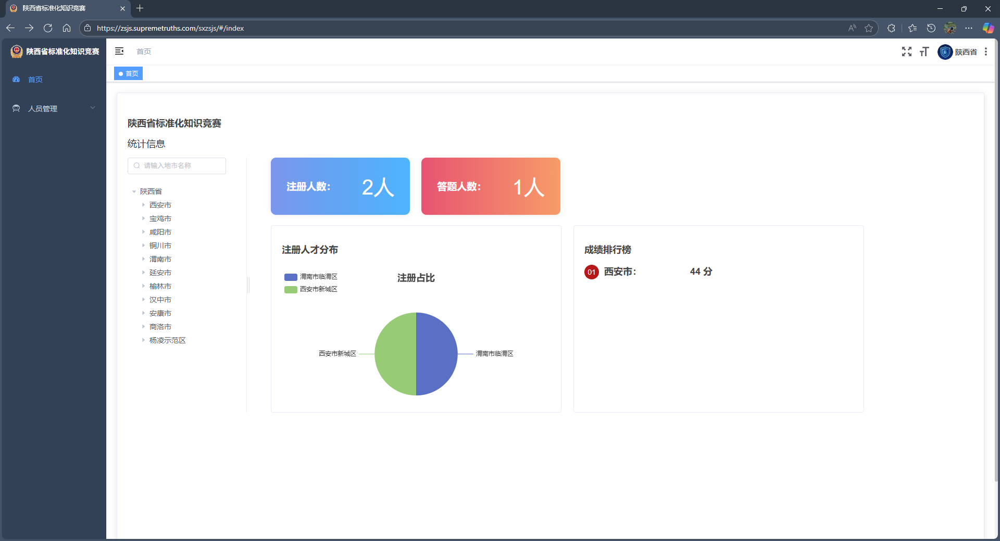 陕西省标准化知识竞赛
https://zsjs.supremetruths.com/sxzsjs/#/index
陕西省标准化知识竞赛
首页
陕西省
首页
首页
人员管理
陕西省标准化知识竞赛
统计信息
请输入地市名称
陕西省
西安市
宝鸡市
咸阳市
铜川市
渭南市
延安市
榆林市
汉中市
安康市
商洛市
杨凌示范区
注册人数：
2人
答题人数：
1人
注册人才分布
渭南市临渭区
西安市新城区
注册占比
西安市新城区
渭南市临渭区
成绩排行榜
01 西安市： 44 分